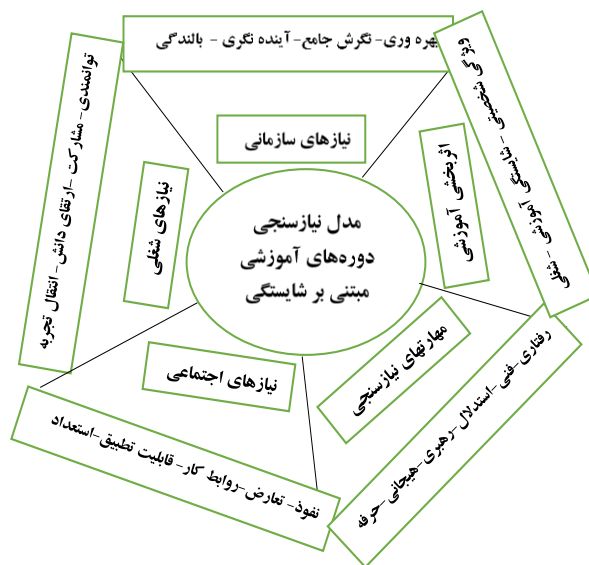 بهره وری- نگرش جامع- آینده نگری - بالندگی
نیازهای سازمانی
ویژگی شخصیتی - شایستگی آموزشی - شغلی
اثربخشی آموزشی
توانمندی- مشارکت -ارتقای دانش- انتقال تجربه
نیازهای شغلی
مدل نیازسنجی
دوره‌های آموزشی
مبتنی بر شایستگی
مهارتهای نیازسنجی
رفتاری-فنی-استدلال-رهبری-هیجانی-حرفه
نیازهای اجتماعی
نفوذ- تعارض-روابط کار- قابلیت تطبیق-استعداد